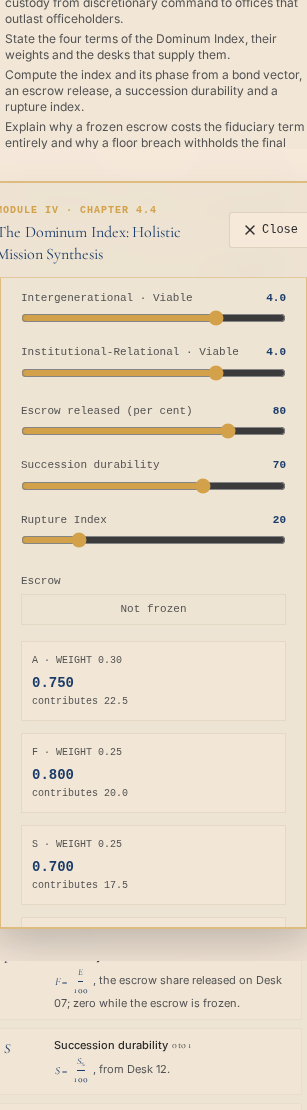 custody from discretionary command to offices that
outlast officeholders.
State the four terms of the Dominum Index, their
weights and the desks that supply them.
Compute the index and its phase from a bond vector,
an escrow release, a succession durability and a
rupture index.
Explain why a frozen escrow costs the fiduciary term
entirely and why a floor breach withholds the final
MODULE IV · CHAPTER 4.4
The Dominum Index: Holistic
Mission Synthesis
✕ Close
Intergenerational · Viable 4.0
Institutional-Relational · Viable 4.0
Escrow released (per cent) 80
Succession durability 70
Rupture Index 20
Escrow
Not frozen
A · WEIGHT 0.30
0.750
contributes 22.5
F · WEIGHT 0.25
0.800
contributes 20.0
S · WEIGHT 0.25
0.700
contributes 17.5
F = E/100, the escrow share released on Desk
07; zero while the escrow is frozen.
S Succession durability 0 to 1
, from Desk 12.